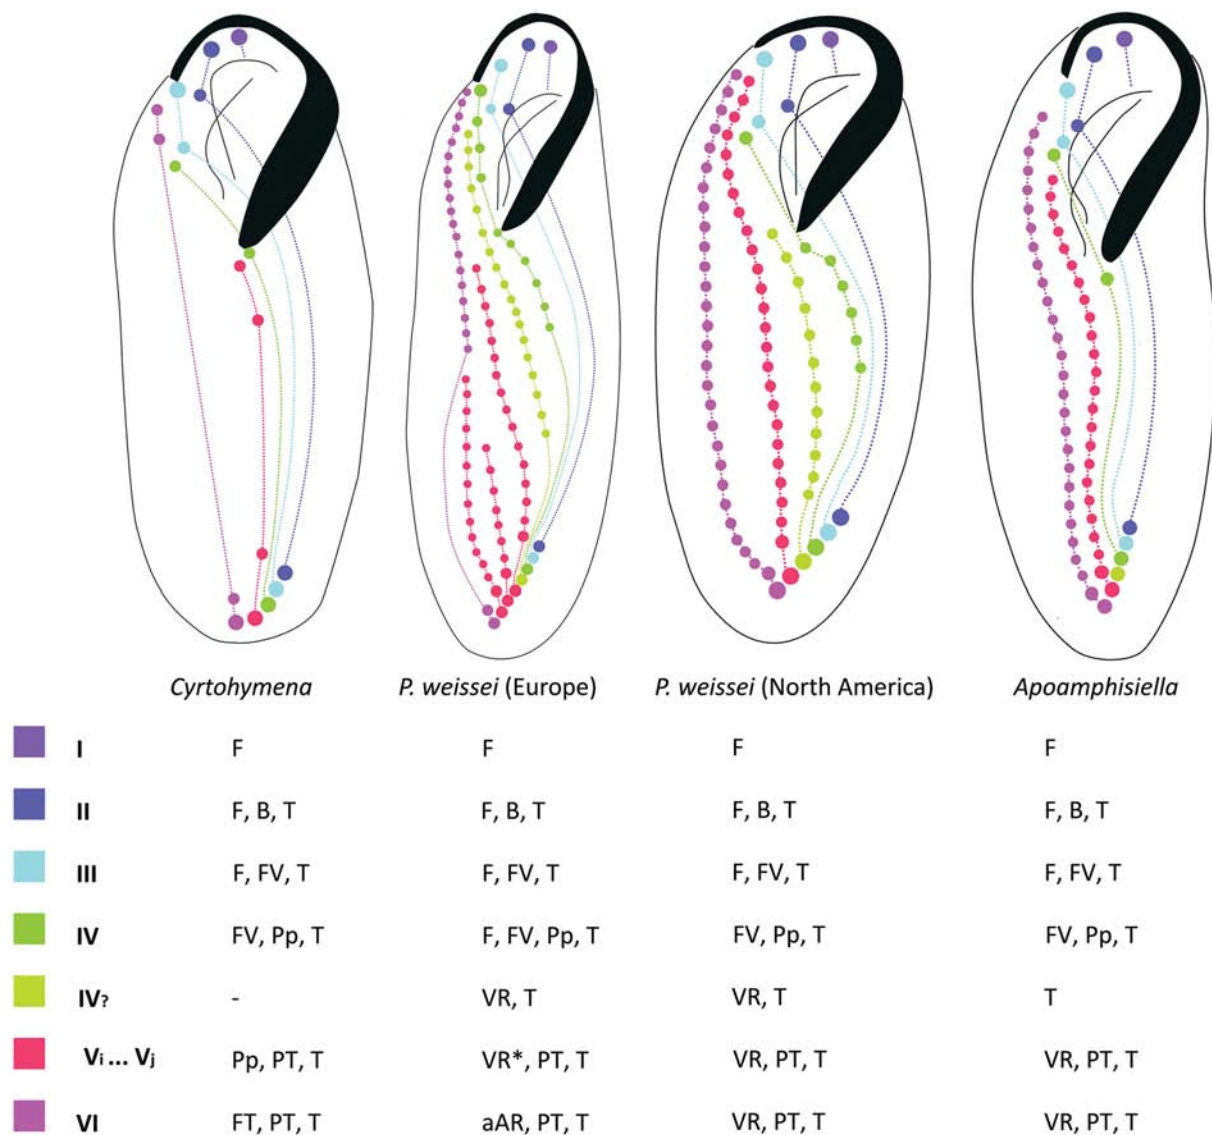 Cyrtohymena P. weissei (Europe) P. weissei (North America) Apoamphisiella
I F F F F
II F, B, T F, B, T F, B, T F, B, T
III F, FV, T F, FV, T F, FV, T F, FV, T
IV FV, Pp, T F, FV, Pp, T FV, Pp, T FV, Pp, T
IV? - VR, T VR, T T
Vi ... Vj Pp, PT, T VR*, PT, T VR, PT, T VR, PT, T
VI FT, PT, T aAR, PT, T VR, PT, T VR, PT, T